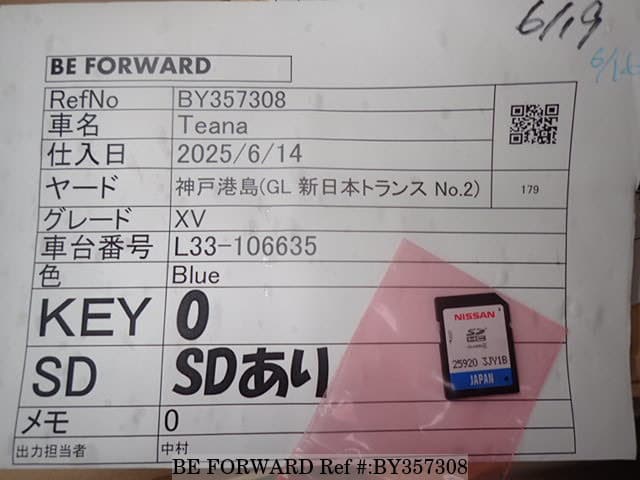 6/19
6/16
BE FORWARD
RefNo BY357308
車名 Teana
仕入日 2025/6/14
ヤード 神戸港島(GL 新日本トランス No.2) 179
グレード XV
車台番号 L33-106635
色 Blue
KEY 0
SD SDあり
メモ 0
出力担当者 中村
NISSAN
SD
25920 3JY1B
JAPAN
BE FORWARD Ref #:BY357308